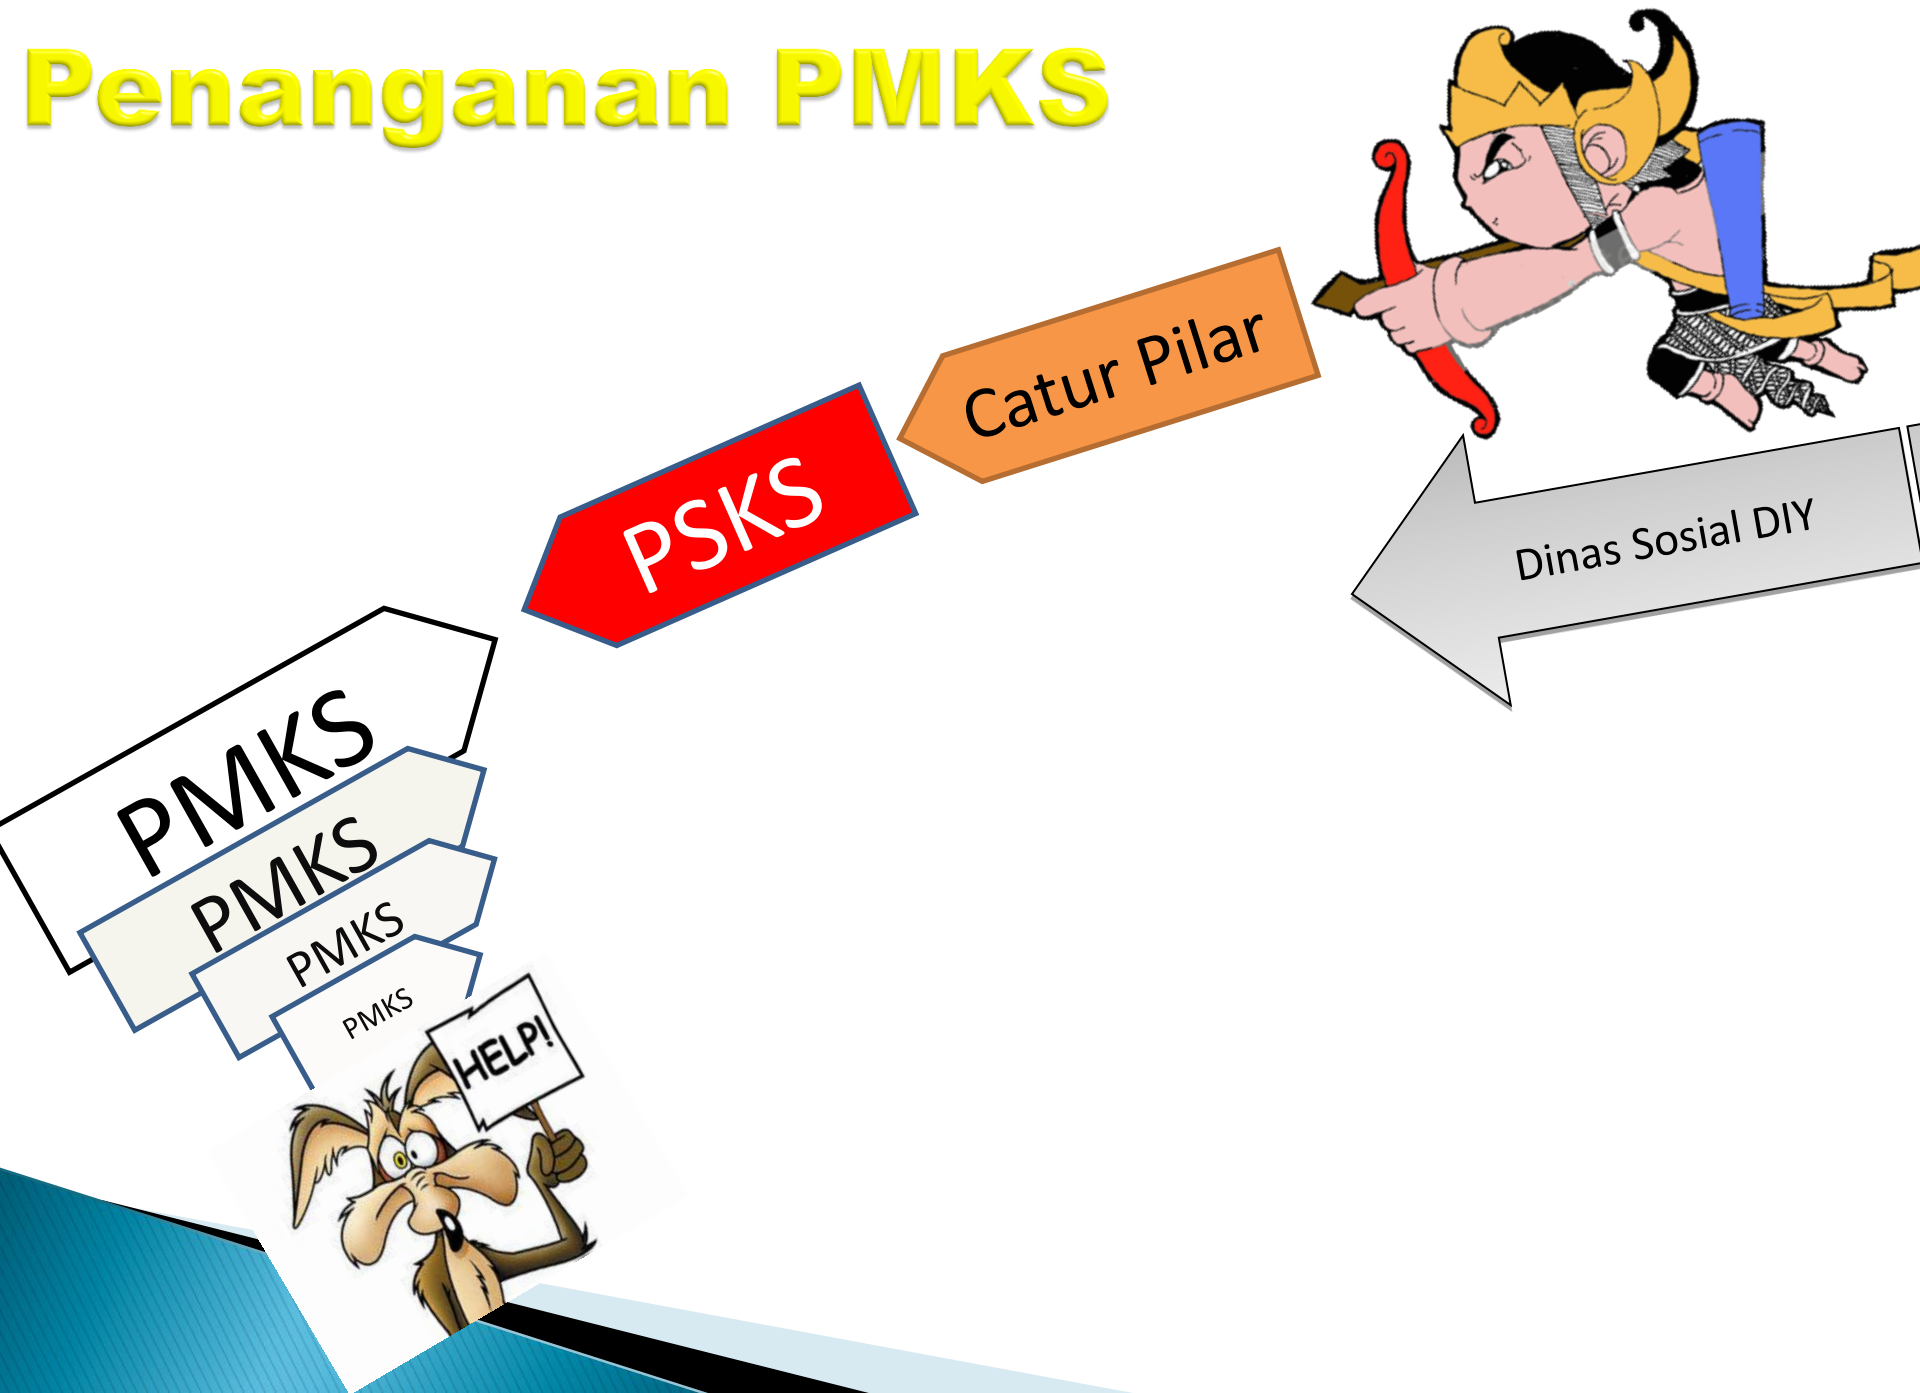 Penanganan PMKS
Catur Pilar
PSKS
Dinas Sosial DIY
PMKS
PMKS
PMKS
PMKS
HELP!